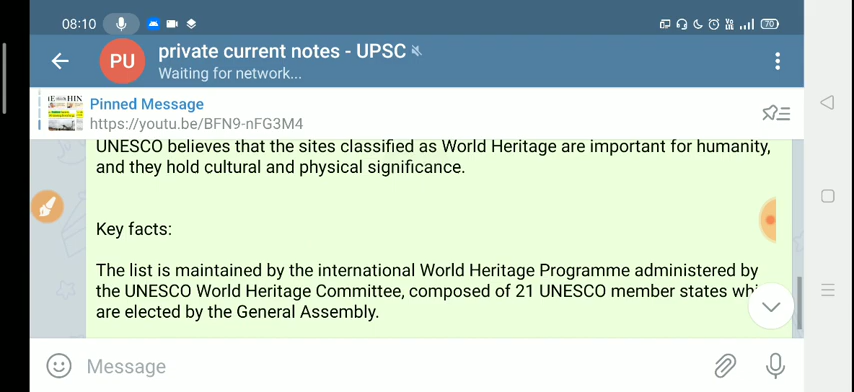 08:10
70
PU
private current notes - UPSC
Waiting for network...
Pinned Message
https://youtu.be/BFN9-nFG3M4
UNESCO believes that the sites classified as World Heritage are important for humanity,
and they hold cultural and physical significance.
Key facts:
The list is maintained by the international World Heritage Programme administered by
the UNESCO World Heritage Committee, composed of 21 UNESCO member states
are elected by the General Assembly.
Message